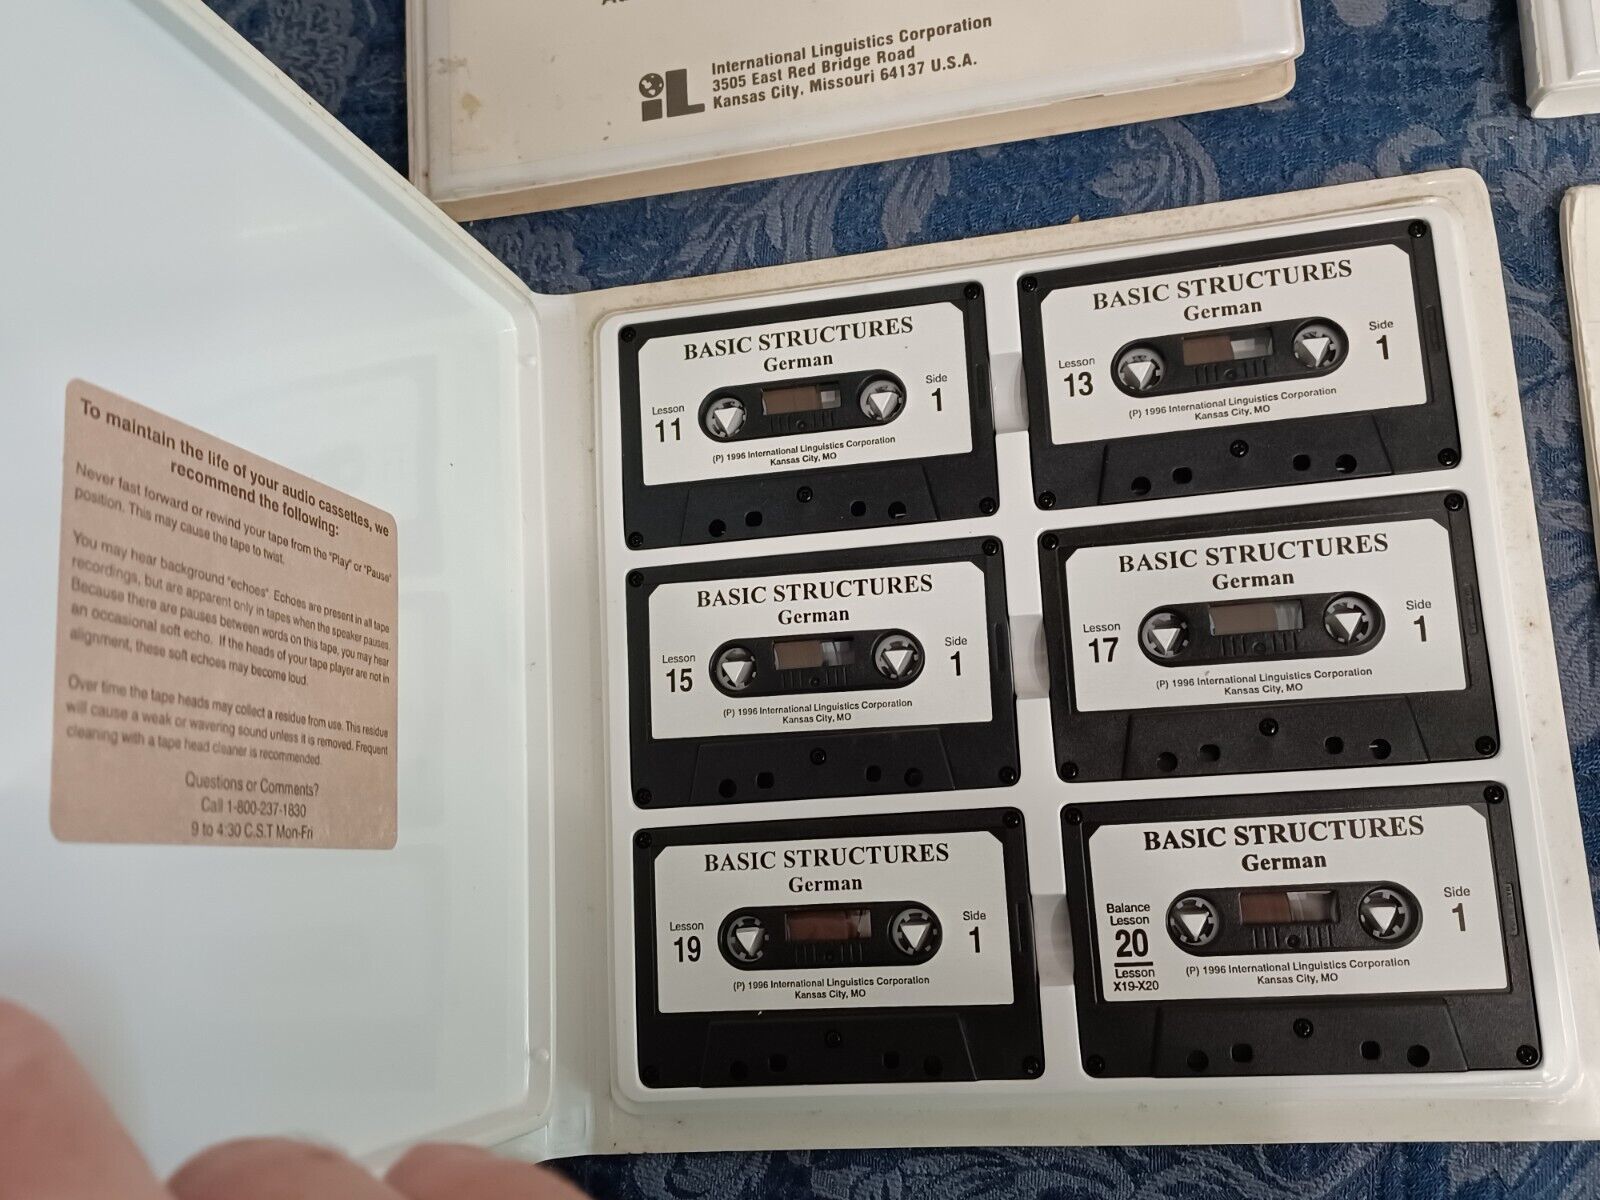 International Linguistics Corporation
3505 East Red Bridge Road
Kansas City, Missouri 64137 U.S.A.
iL
To maintain the life of your audio cassettes, we
recommend the following:
Never fast forward or rewind your tape from the "Play" or "Pause"
position. This may cause the tape to twist.
You may hear background "echoes". Echoes are present in all tape
recordings, but are apparent only in tapes when the speaker pauses.
Because there are pauses between words on this tape, you may hear
an occasional soft echo. If the heads of your tape player are not in
alignment, these soft echoes may become loud.
Over time the tape heads may collect a residue from use. This residue
will cause a weak or wavering sound unless it is removed. Frequent
cleaning with a tape head cleaner is recommended.
Questions or Comments?
Call 1-800-237-1830
9 to 4:30 C.S.T Mon-Fri
BASIC STRUCTURES
German
Lesson
11
Side
1
(P) 1996 International Linguistics Corporation
Kansas City, MO
BASIC STRUCTURES
German
Lesson
13
Side
1
(P) 1996 International Linguistics Corporation
Kansas City, MO
BASIC STRUCTURES
German
Lesson
15
Side
1
(P) 1996 International Linguistics Corporation
Kansas City, MO
BASIC STRUCTURES
German
Lesson
17
Side
1
(P) 1996 International Linguistics Corporation
Kansas City, MO
BASIC STRUCTURES
German
Lesson
19
Side
1
(P) 1996 International Linguistics Corporation
Kansas City, MO
BASIC STRUCTURES
German
Balance
Lesson
20
Lesson
X19-X20
Side
1
(P) 1996 International Linguistics Corporation
Kansas City, MO